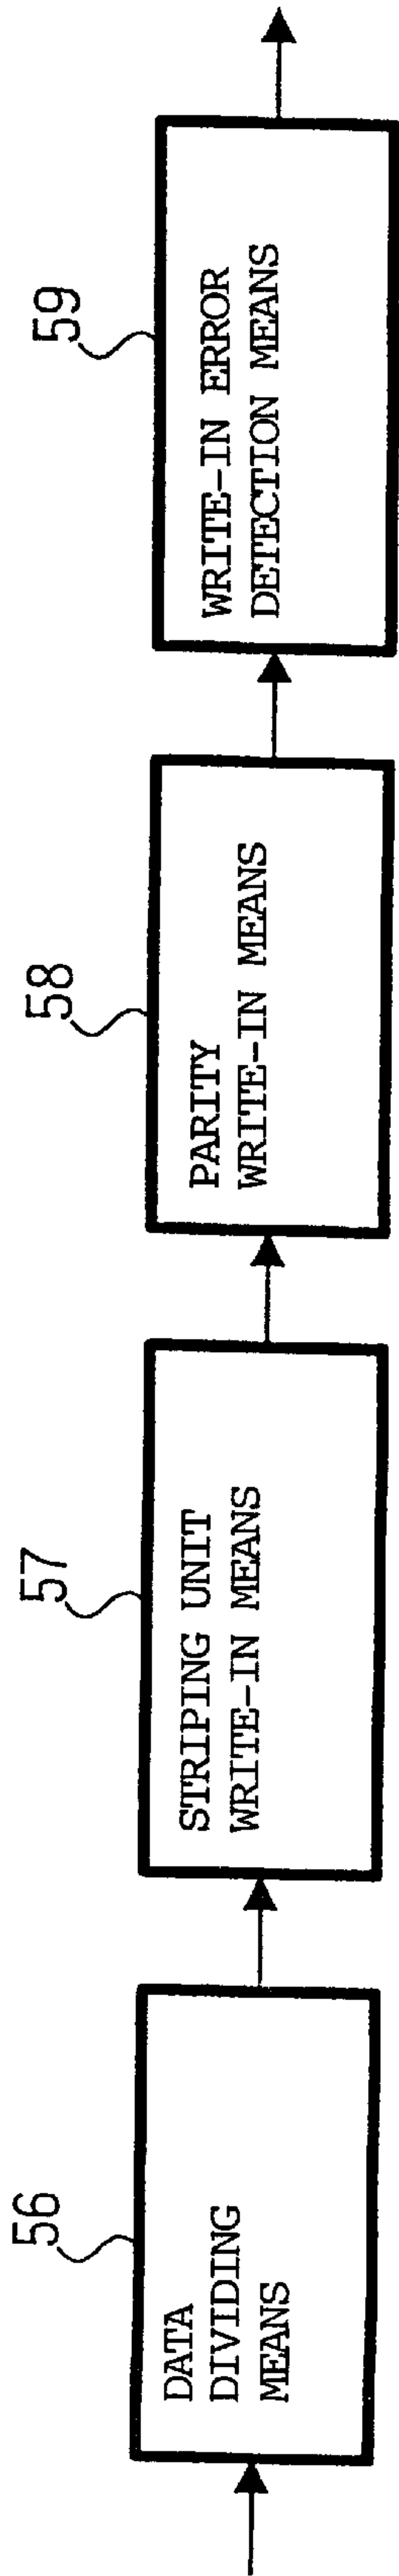 56
DATA
DIVIDING
MEANS
57
STRIPING UNIT
WRITE-IN MEANS
58
PARITY
WRITE-IN MEANS
59
WRITE-IN ERROR
DETECTION MEANS